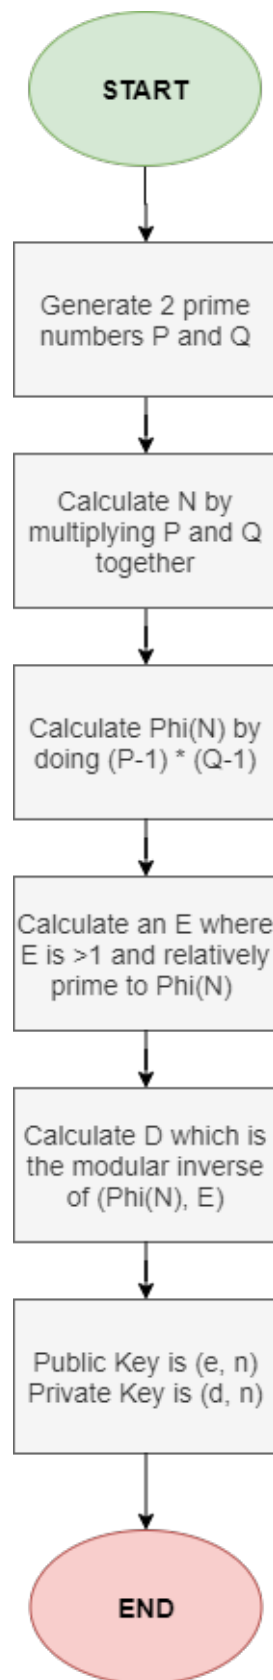 START
Generate 2 prime
numbers P and Q
Calculate N by
multiplying P and Q
together
Calculate Phi(N) by
doing (P-1) * (Q-1)
Calculate an E where
E is >1 and relatively
prime to Phi(N)
Calculate D which is
the modular inverse
of (Phi(N), E)
Public Key is (e, n)
Private Key is (d, n)
END